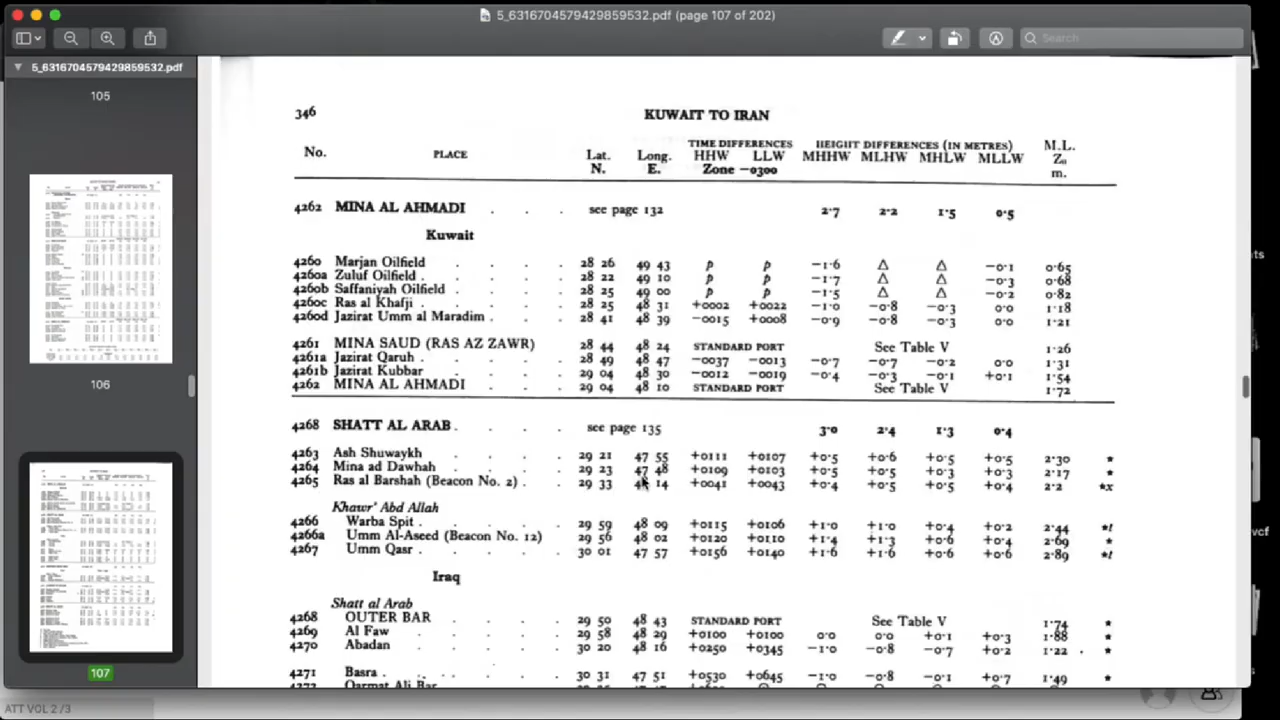 5_6316704579429859532.pdf (page 107 of 202)
Search
5_6316704579429859532.pdf
105
106
107
346 KUWAIT TO IRAN
TIME DIFFERENCES HEIGHT DIFFERENCES (IN METRES) M.L.
No. PLACE Lat. Long. HHW LLW MHHW MLHW MHLW MLLW Z₀
N. E. Zone –0300 m.
4262 MINA AL AHMADI . . . see page 132 2·7 2·2 1·5 0·5
Kuwait
4260 Marjan Oilfield . . . . 28 26 49 43 p p –1·6 Δ Δ –0·1 0·65
4260a Zuluf Oilfield . . . . 28 22 49 10 p p –1·7 Δ Δ –0·3 0·68
4260b Saffaniyah Oilfield . . . 28 25 49 00 p p –1·5 Δ Δ –0·2 0·82
4260c Ras al Khafji . . . . 28 25 48 31 +0002 +0022 –1·0 –0·8 –0·3 0·0 1·18
4260d Jazirat Umm al Maradim . . 28 41 48 39 –0015 +0008 –0·9 –0·8 –0·3 0·0 1·21
4261 MINA SAUD (RAS AZ ZAWR) . 28 44 48 24 STANDARD PORT See Table V 1·26
4261a Jazirat Qaruh . . . . 28 49 48 47 –0037 –0013 –0·7 –0·7 –0·2 0·0 1·31
4261b Jazirat Kubbar . . . . 29 04 48 30 –0012 –0019 –0·4 –0·3 –0·1 +0·1 1·54
4262 MINA AL AHMADI . . . 29 04 48 10 STANDARD PORT See Table V 1·72
4268 SHATT AL ARAB . . . . see page 135 3·0 2·4 1·3 0·4
4263 Ash Shuwaykh . . . . 29 21 47 55 +0111 +0107 +0·5 +0·6 +0·5 +0·5 2·30 *
4264 Mina ad Dawhah . . . . 29 23 47 48 +0109 +0103 +0·5 +0·5 +0·3 +0·3 2·17 *
4265 Ras al Barshah (Beacon No. 2) . . 29 33 14 +0041 +0043 +0·4 +0·5 +0·5 +0·4 2·2 *x
Khawr' Abd Allah
4266 Warba Spit . . . . 29 59 48 09 +0115 +0106 +1·0 +1·0 +0·4 +0·2 2·44 *t
4266a Umm Al-Aseed (Beacon No. 12) . 29 56 48 02 +0120 +0110 +1·4 +1·3 +0·6 +0·4 2·69 *
4267 Umm Qasr . . . . 30 01 47 57 +0156 +0140 +1·6 +1·6 +0·6 +0·6 2·89 *t
Iraq
Shatt al Arab
4268 OUTER BAR . . . . 29 50 48 43 STANDARD PORT See Table V 1·74 *
4269 Al Faw . . . . 29 58 48 29 +0100 +0100 0·0 0·0 +0·1 +0·3 1·88 *
4270 Abadan . . . . 30 20 48 16 +0250 +0345 –1·0 –0·8 –0·7 +0·2 1·22 . *
4271 Basra . . . . 30 31 47 51 +0530 +0645 –1·0 –0·8 –0·1 +0·7 1·49 *
Qarmat Ali Bar
ATT VOL 2 /3